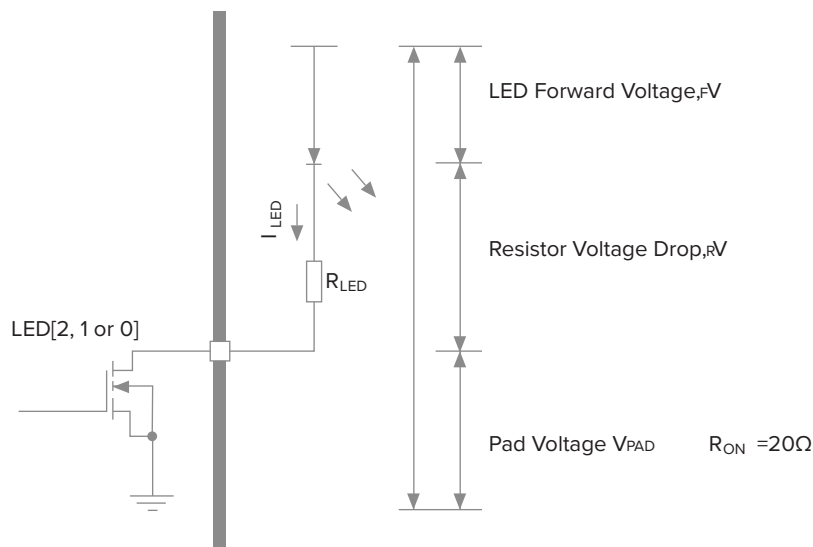 LED Forward Voltage,FV
I LED
Resistor Voltage Drop,RV
RLED
LED[2, 1 or 0]
Pad Voltage VPAD RON =20Ω